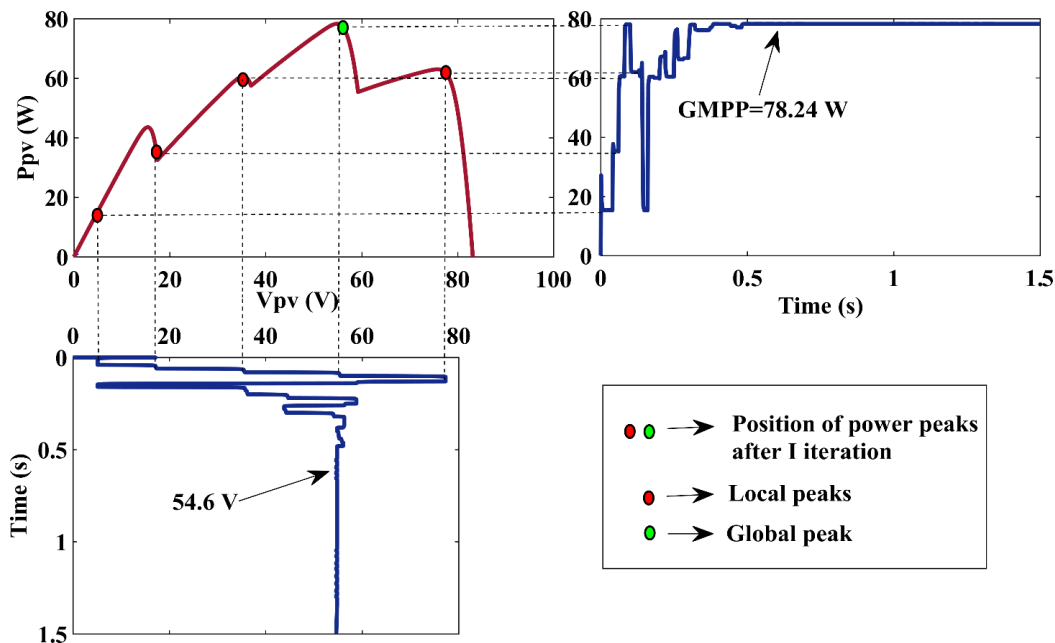 80
60
40
20
0
Ppv (W)
0 20 40 60 80 100
Vpv (V)
80
60
40
20
0
GMPP=78.24 W
0 0.5 1 1.5
Time (s)
0 20 40 60 80
0
0.5
1
1.5
Time (s)
54.6 V
Position of power peaks
after I iteration
Local peaks
Global peak